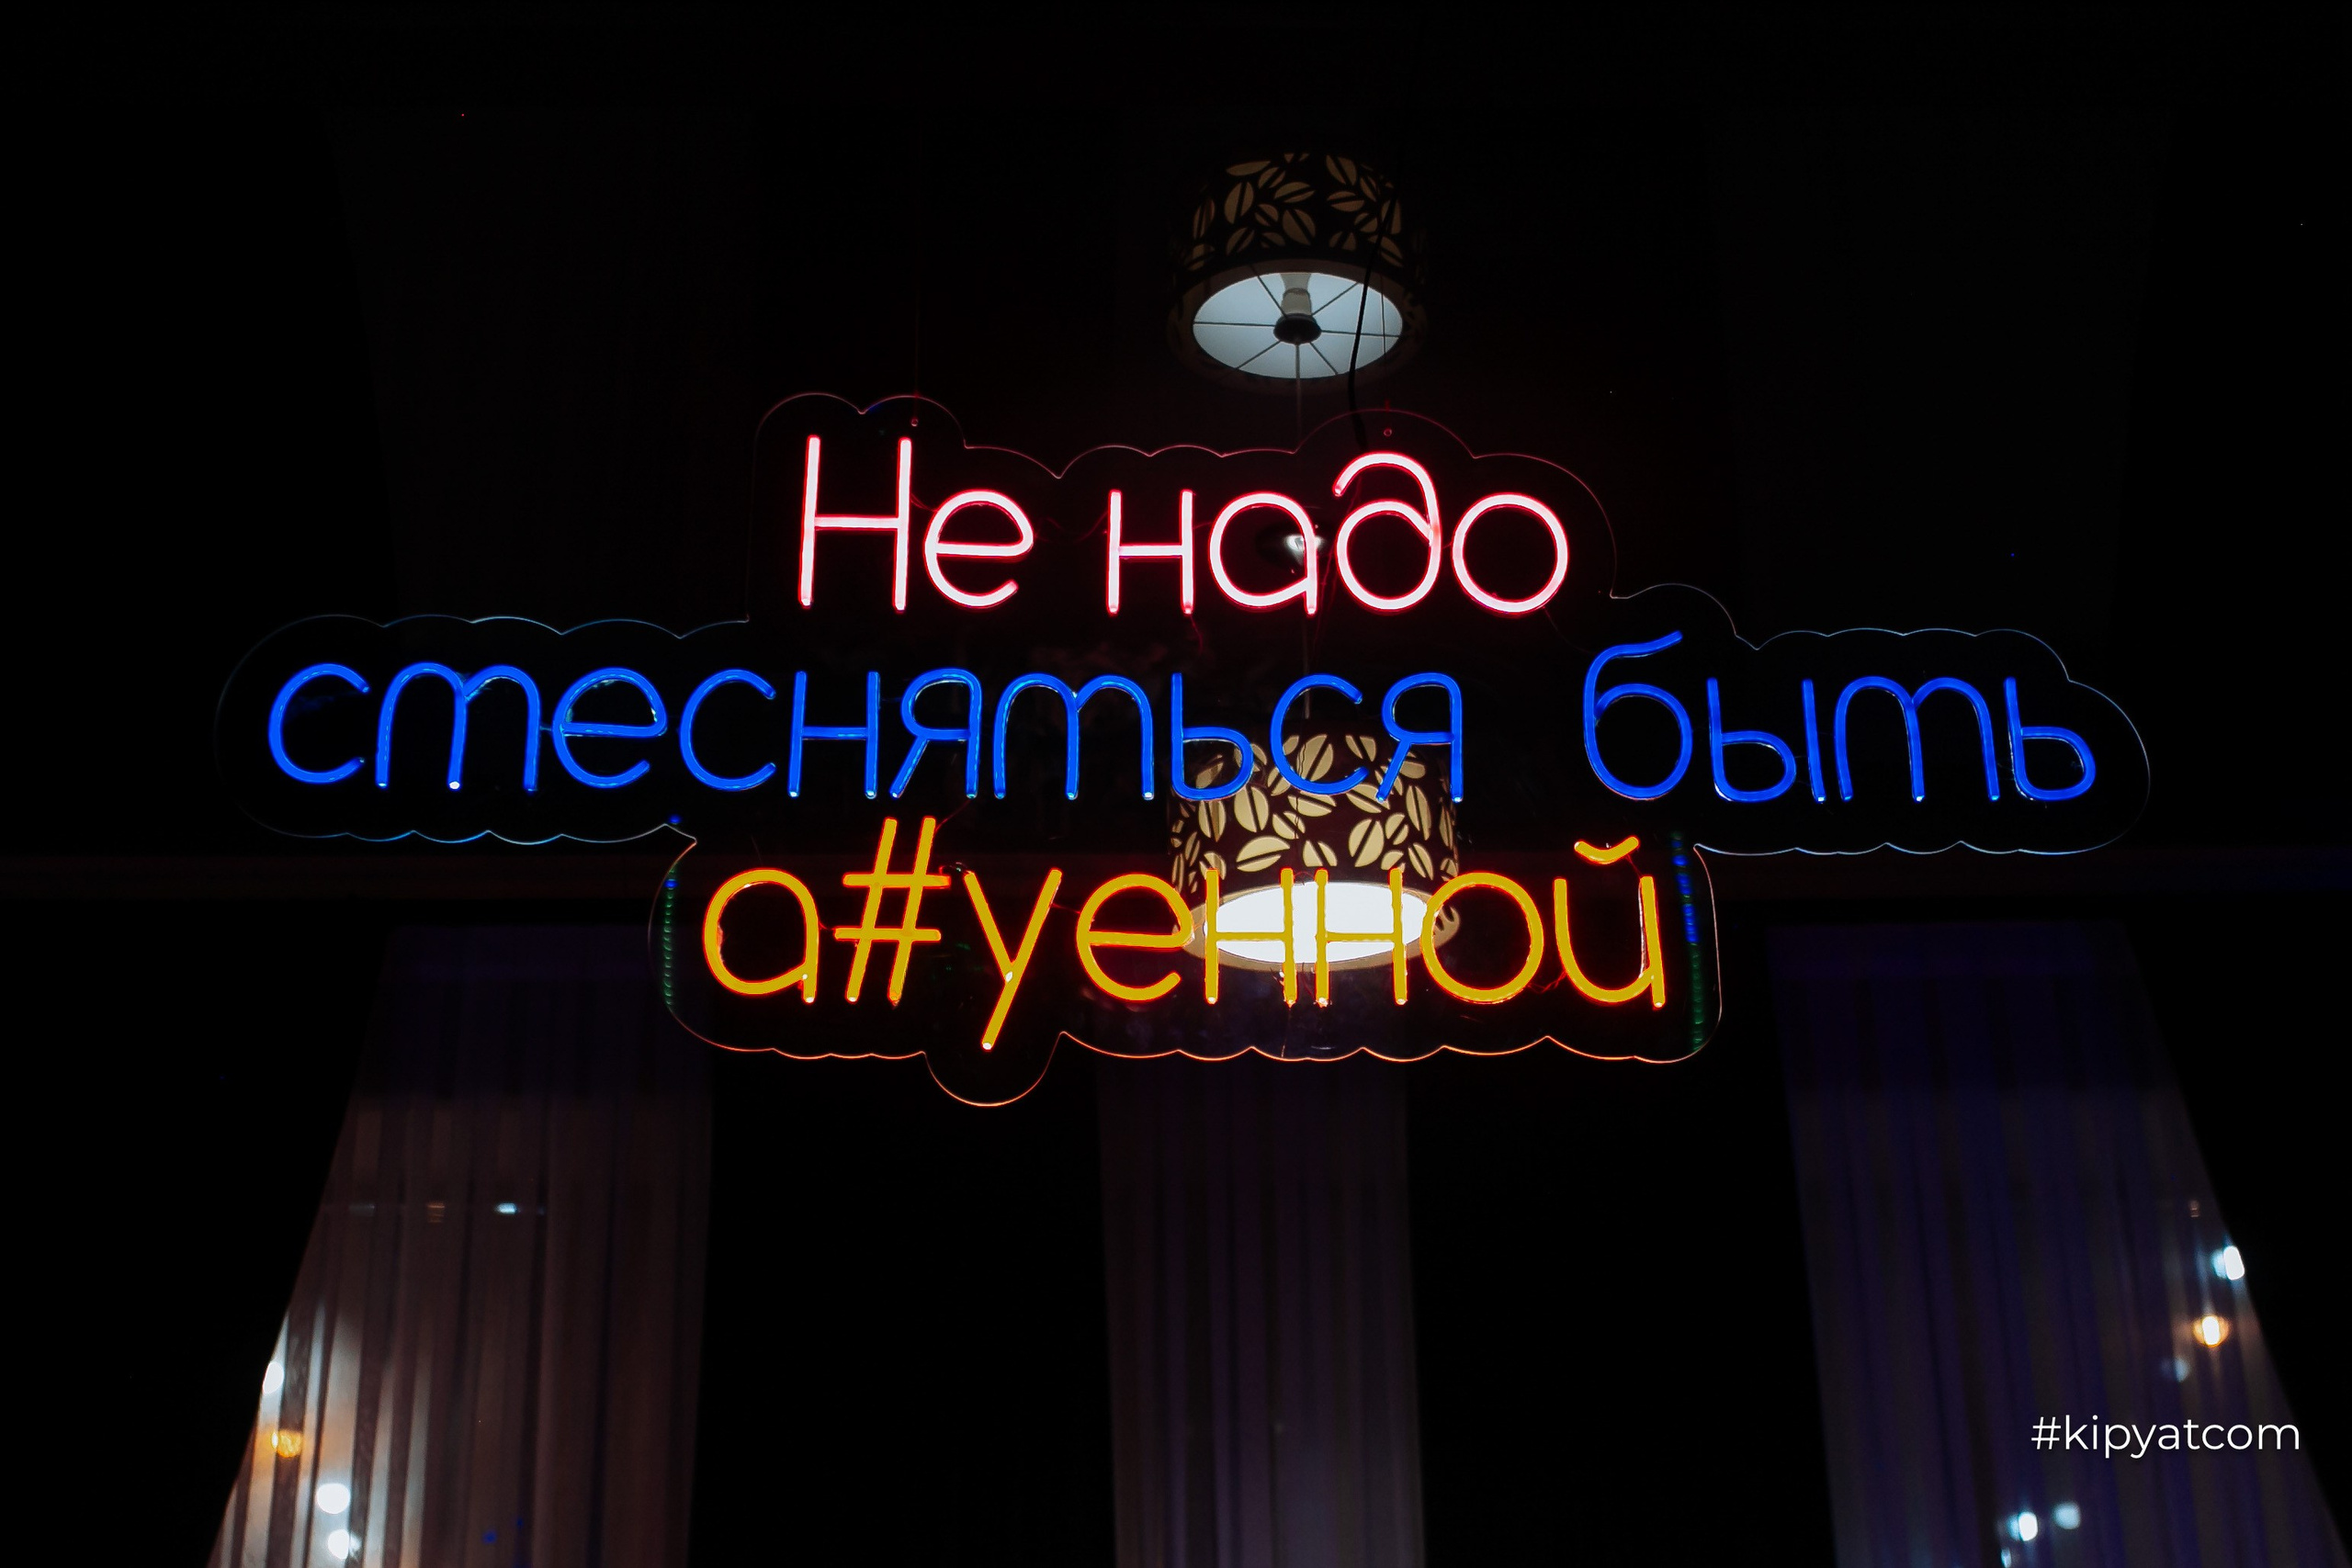 Не надо
стесняться быть
а#уенной
#kipyatcom